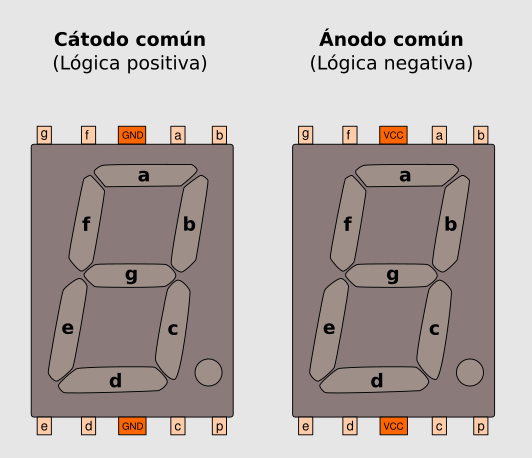 Cátodo común
(Lógica positiva)
g f GND a b
a
f b
g
e c
d
e d GND c p
Ánodo común
(Lógica negativa)
g f VCC a b
a
f b
g
e c
d
e d VCC c p